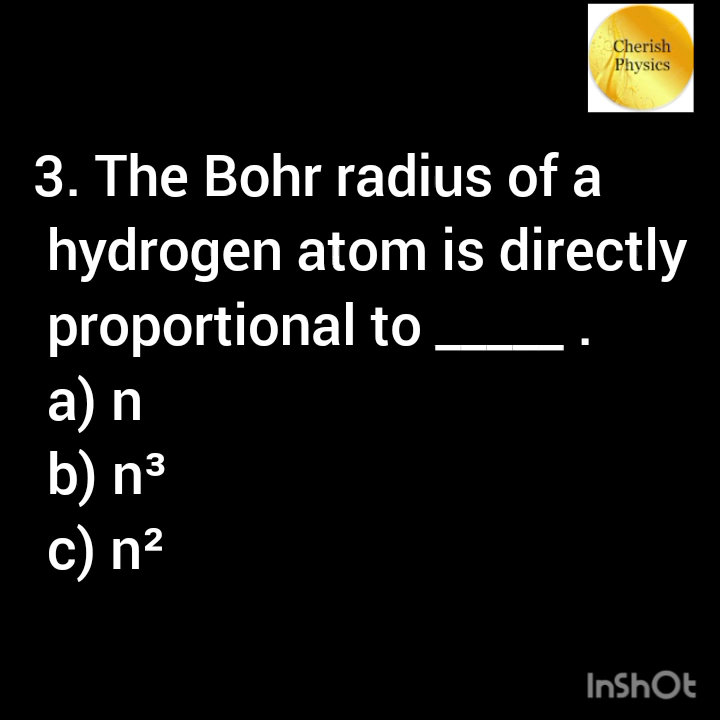 Cherish
Physics
3. The Bohr radius of a
hydrogen atom is directly
proportional to _____ .
a) n
b) n³
c) n²
InShOt